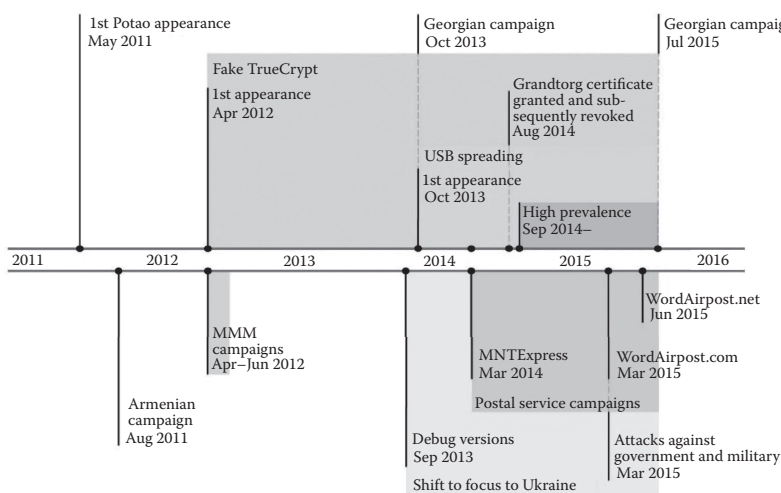 1st Potao appearance
May 2011
Georgian campaign
Oct 2013
Georgian campaig
Jul 2015
Fake TrueCrypt
1st appearance
Apr 2012
Grandtorg certificate
granted and sub-
sequently revoked
Aug 2014
USB spreading
1st appearance
Oct 2013
High prevalence
Sep 2014–
2011 2012 2013 2014 2015 2016
MMM
campaigns
Apr–Jun 2012
Armenian
campaign
Aug 2011
MNTExpress
Mar 2014
WordAirpost.net
Jun 2015
WordAirpost.com
Mar 2015
Postal service campaigns
Debug versions
Sep 2013
Attacks against
government and military
Mar 2015
Shift to focus to Ukraine